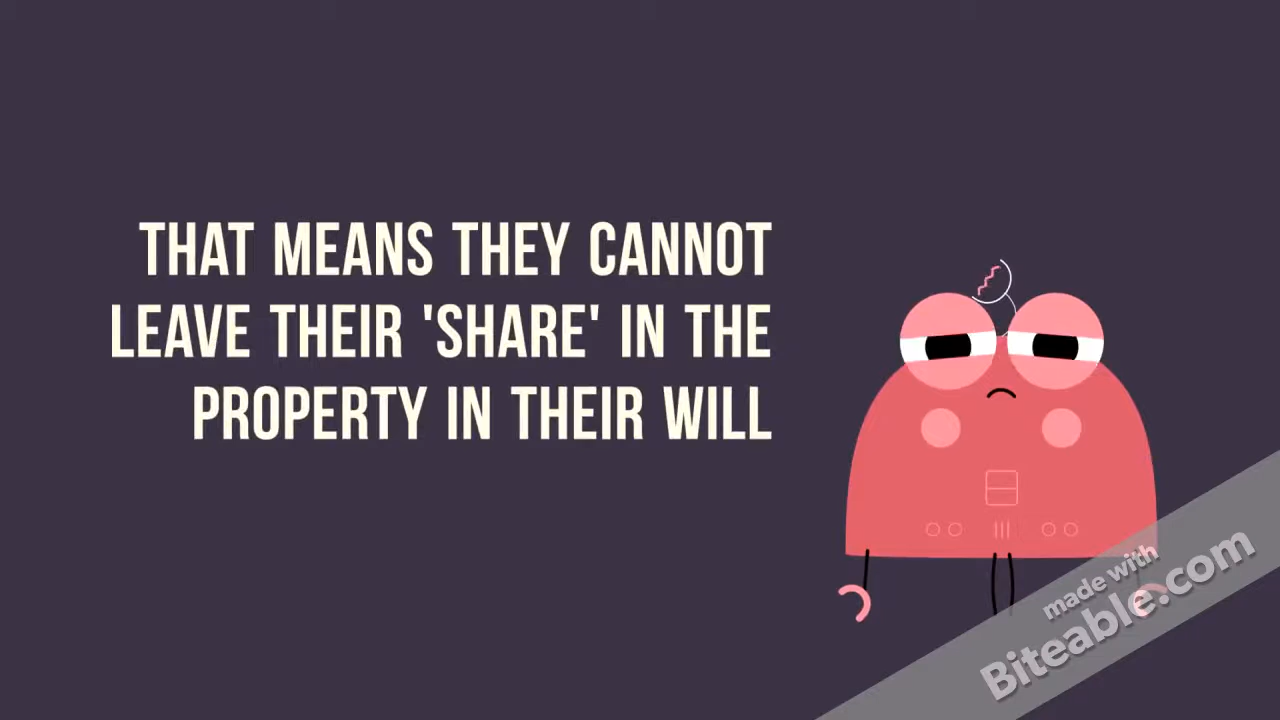 THAT MEANS THEY CANNOT
LEAVE THEIR 'SHARE' IN THE
PROPERTY IN THEIR WILL
made with
Biteable.com